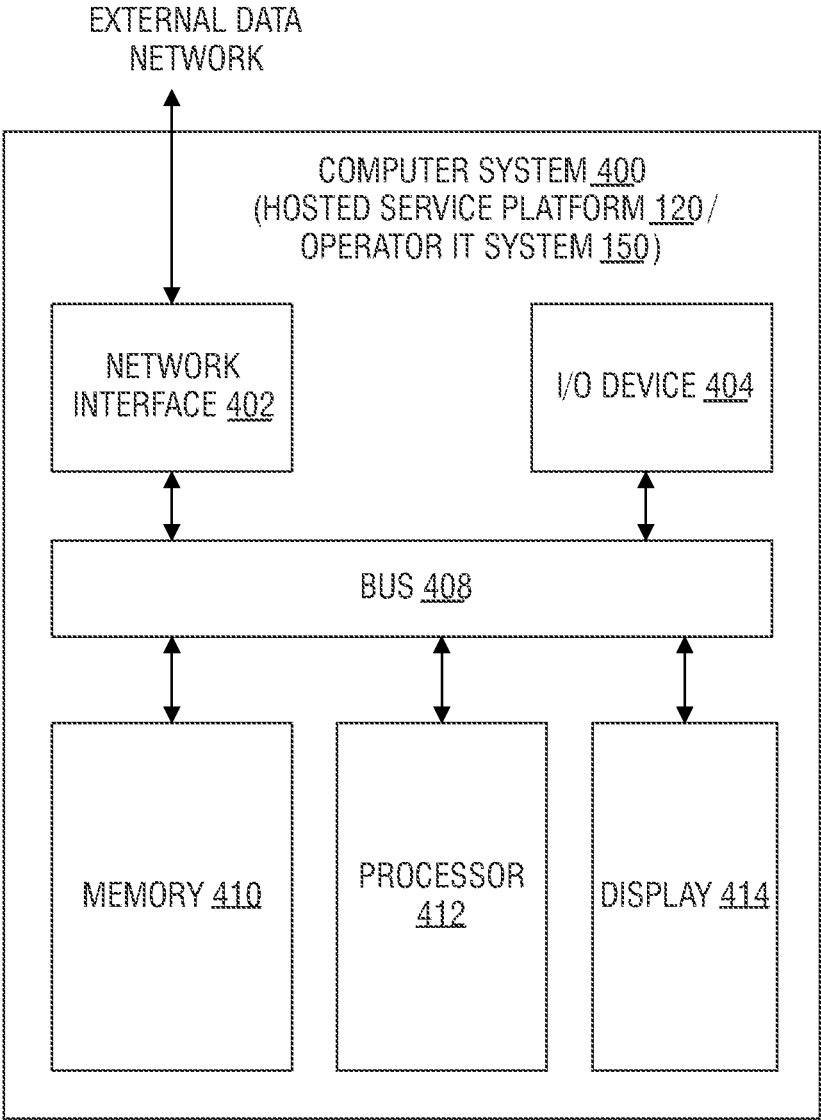 EXTERNAL DATA
NETWORK
COMPUTER SYSTEM 400
(HOSTED SERVICE PLATFORM 120/
OPERATOR IT SYSTEM 150)
NETWORK
INTERFACE 402
I/O DEVICE 404
BUS 408
MEMORY 410
PROCESSOR
412
DISPLAY 414